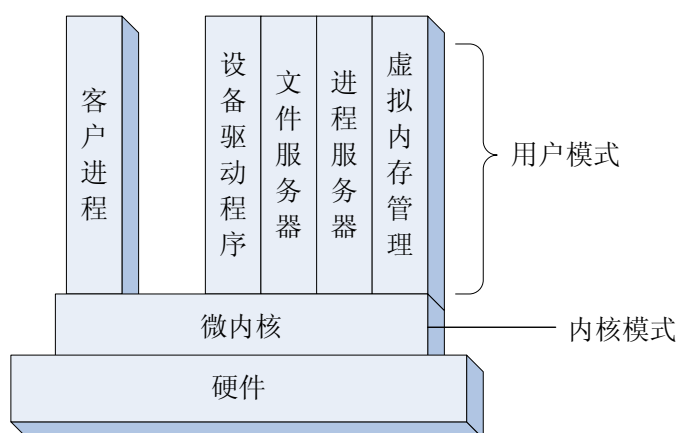 客户进程
设备驱动程序
文件服务器
进程服务器
虚拟内存管理
用户模式
微内核
内核模式
硬件